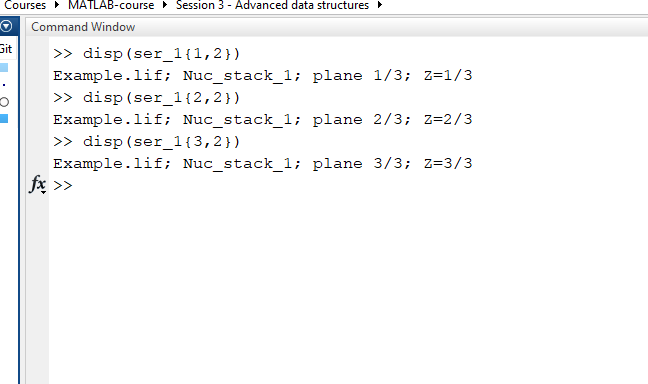 Courses MATLAB-course Session 3 - Advanced data structures
Git
Command Window
>> disp(ser_1{1,2})
Example.lif; Nuc_stack_1; plane 1/3; Z=1/3
>> disp(ser_1{2,2})
Example.lif; Nuc_stack_1; plane 2/3; Z=2/3
>> disp(ser_1{3,2})
Example.lif; Nuc_stack_1; plane 3/3; Z=3/3
fx >>